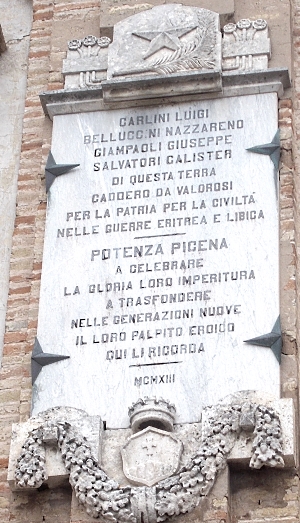 CARLINI LUIGI
BELLUCCINI NAZZARENO
GIAMPAOLI GIUSEPPE
SALVATORI CALISTER
DI QUESTA TERRA
CADDERO DA VALOROSI
PER LA PATRIA PER LA CIVILTÁ
NELLE GUERRE ERITREA E LIBICA
POTENZA PICENA
A CELEBRARE
LA GLORIA LORO IMPERITURA
A TRASFONDERE
NELLE GENERAZIONI NUOVE
IL LORO PALPITO EROICO
QUI LI RICORDA
MCMXIII